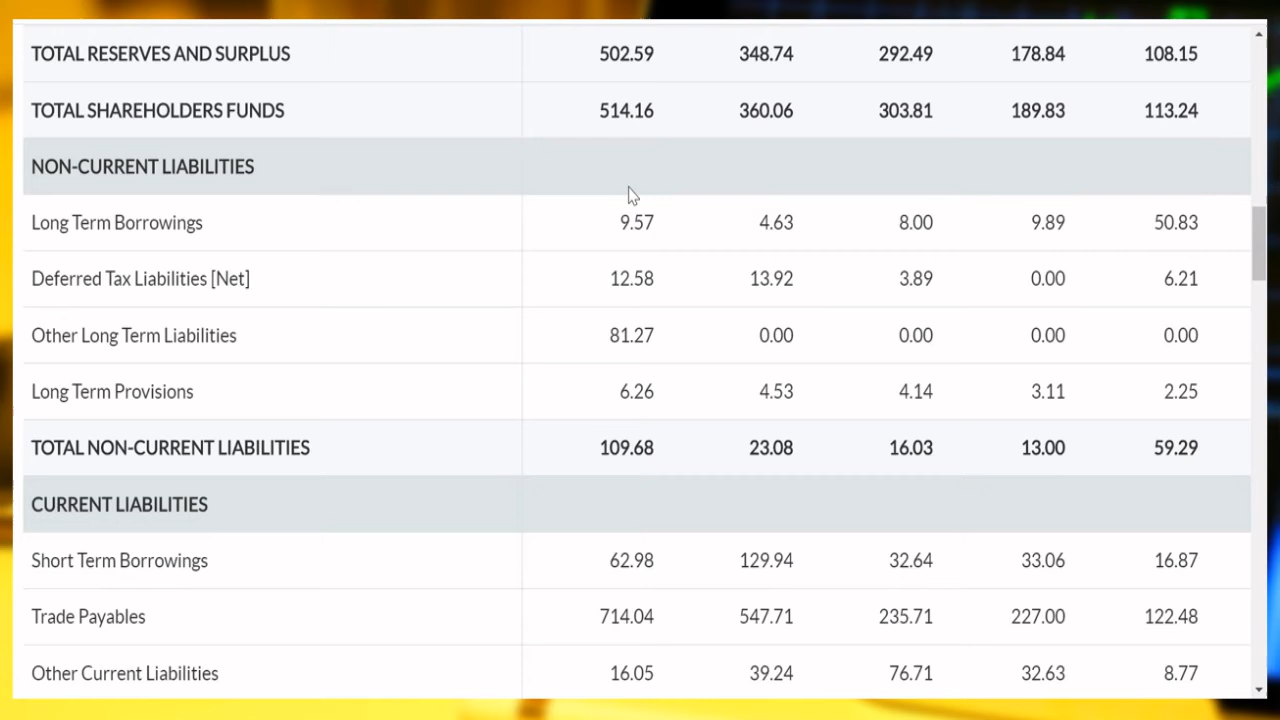 TOTAL RESERVES AND SURPLUS 502.59 348.74 292.49 178.84 108.15
TOTAL SHAREHOLDERS FUNDS 514.16 360.06 303.81 189.83 113.24
NON-CURRENT LIABILITIES
Long Term Borrowings 9.57 4.63 8.00 9.89 50.83
Deferred Tax Liabilities [Net] 12.58 13.92 3.89 0.00 6.21
Other Long Term Liabilities 81.27 0.00 0.00 0.00 0.00
Long Term Provisions 6.26 4.53 4.14 3.11 2.25
TOTAL NON-CURRENT LIABILITIES 109.68 23.08 16.03 13.00 59.29
CURRENT LIABILITIES
Short Term Borrowings 62.98 129.94 32.64 33.06 16.87
Trade Payables 714.04 547.71 235.71 227.00 122.48
Other Current Liabilities 16.05 39.24 76.71 32.63 8.77